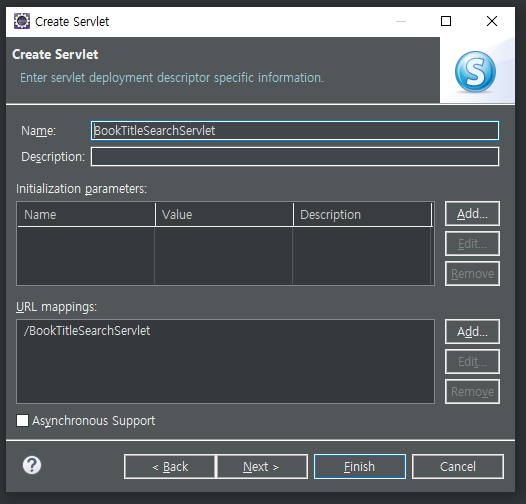 Create Servlet
Create Servlet
Enter servlet deployment descriptor specific information.
S
Name: BookTitleSearchServlet
Description:
Initialization parameters:
Name Value Description
Add...
Edit...
Remove
URL mappings:
/BookTitleSearchServlet
Add...
Edit...
Remove
Asynchronous Support
? < Back Next > Finish Cancel